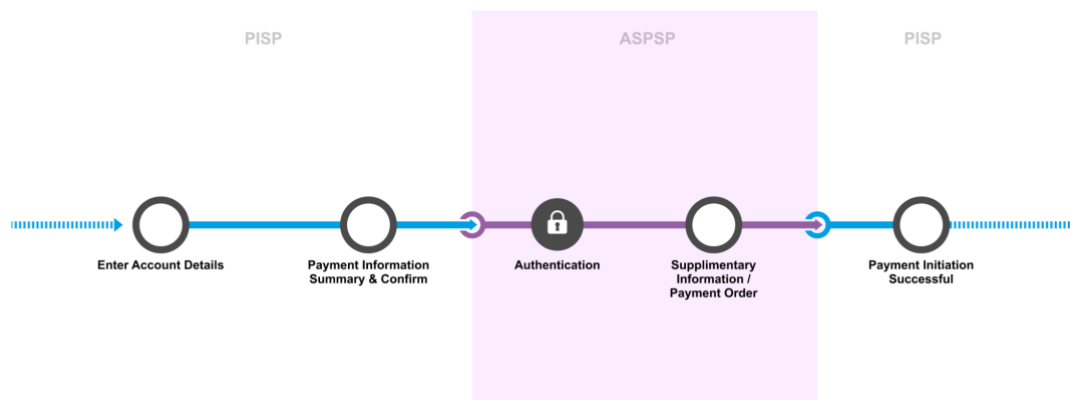 PISP
ASPSP
PISP
Enter Account Details
Payment Information
Summary & Confirm
Authentication
Supplimentary
Information /
Payment Order
Payment Initiation
Successful